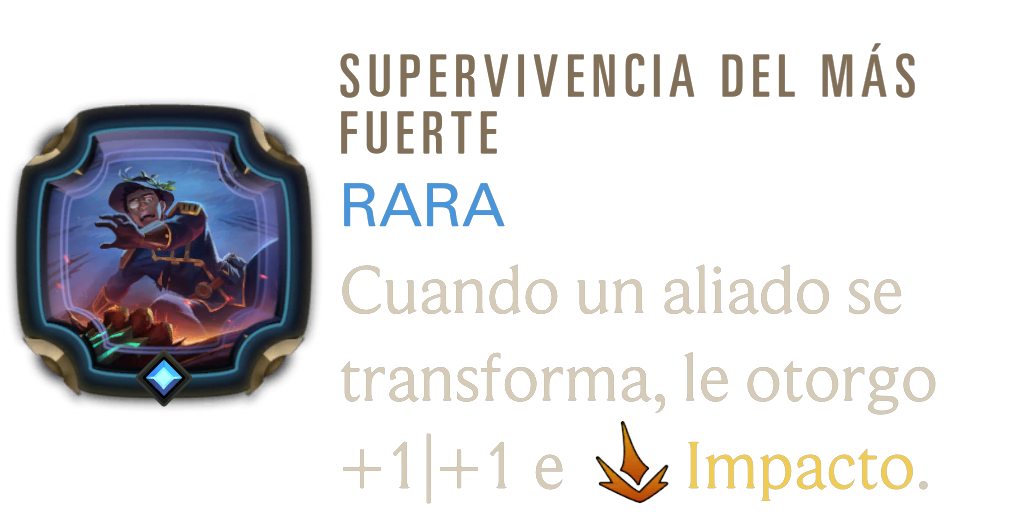 SUPERVIVENCIA DEL MÁS
FUERTE
RARA
Cuando un aliado se
transforma, le otorgo
+1|+1 e Impacto.